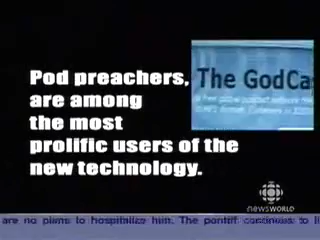 Pod preachers,
are among
the most
prolific users of the
new technology.
The GodCa
newsWORLD
are no plans to hospitalize him. The pontiff continues to li